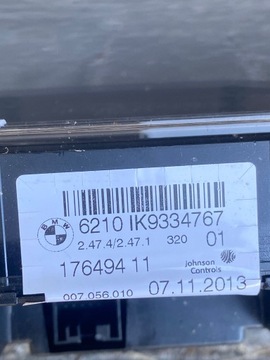 BMW
6210 IK9334767
2.47.4/2.47.1 320 01
176494 11
Johnson Controls
007.056.010 07.11.2013